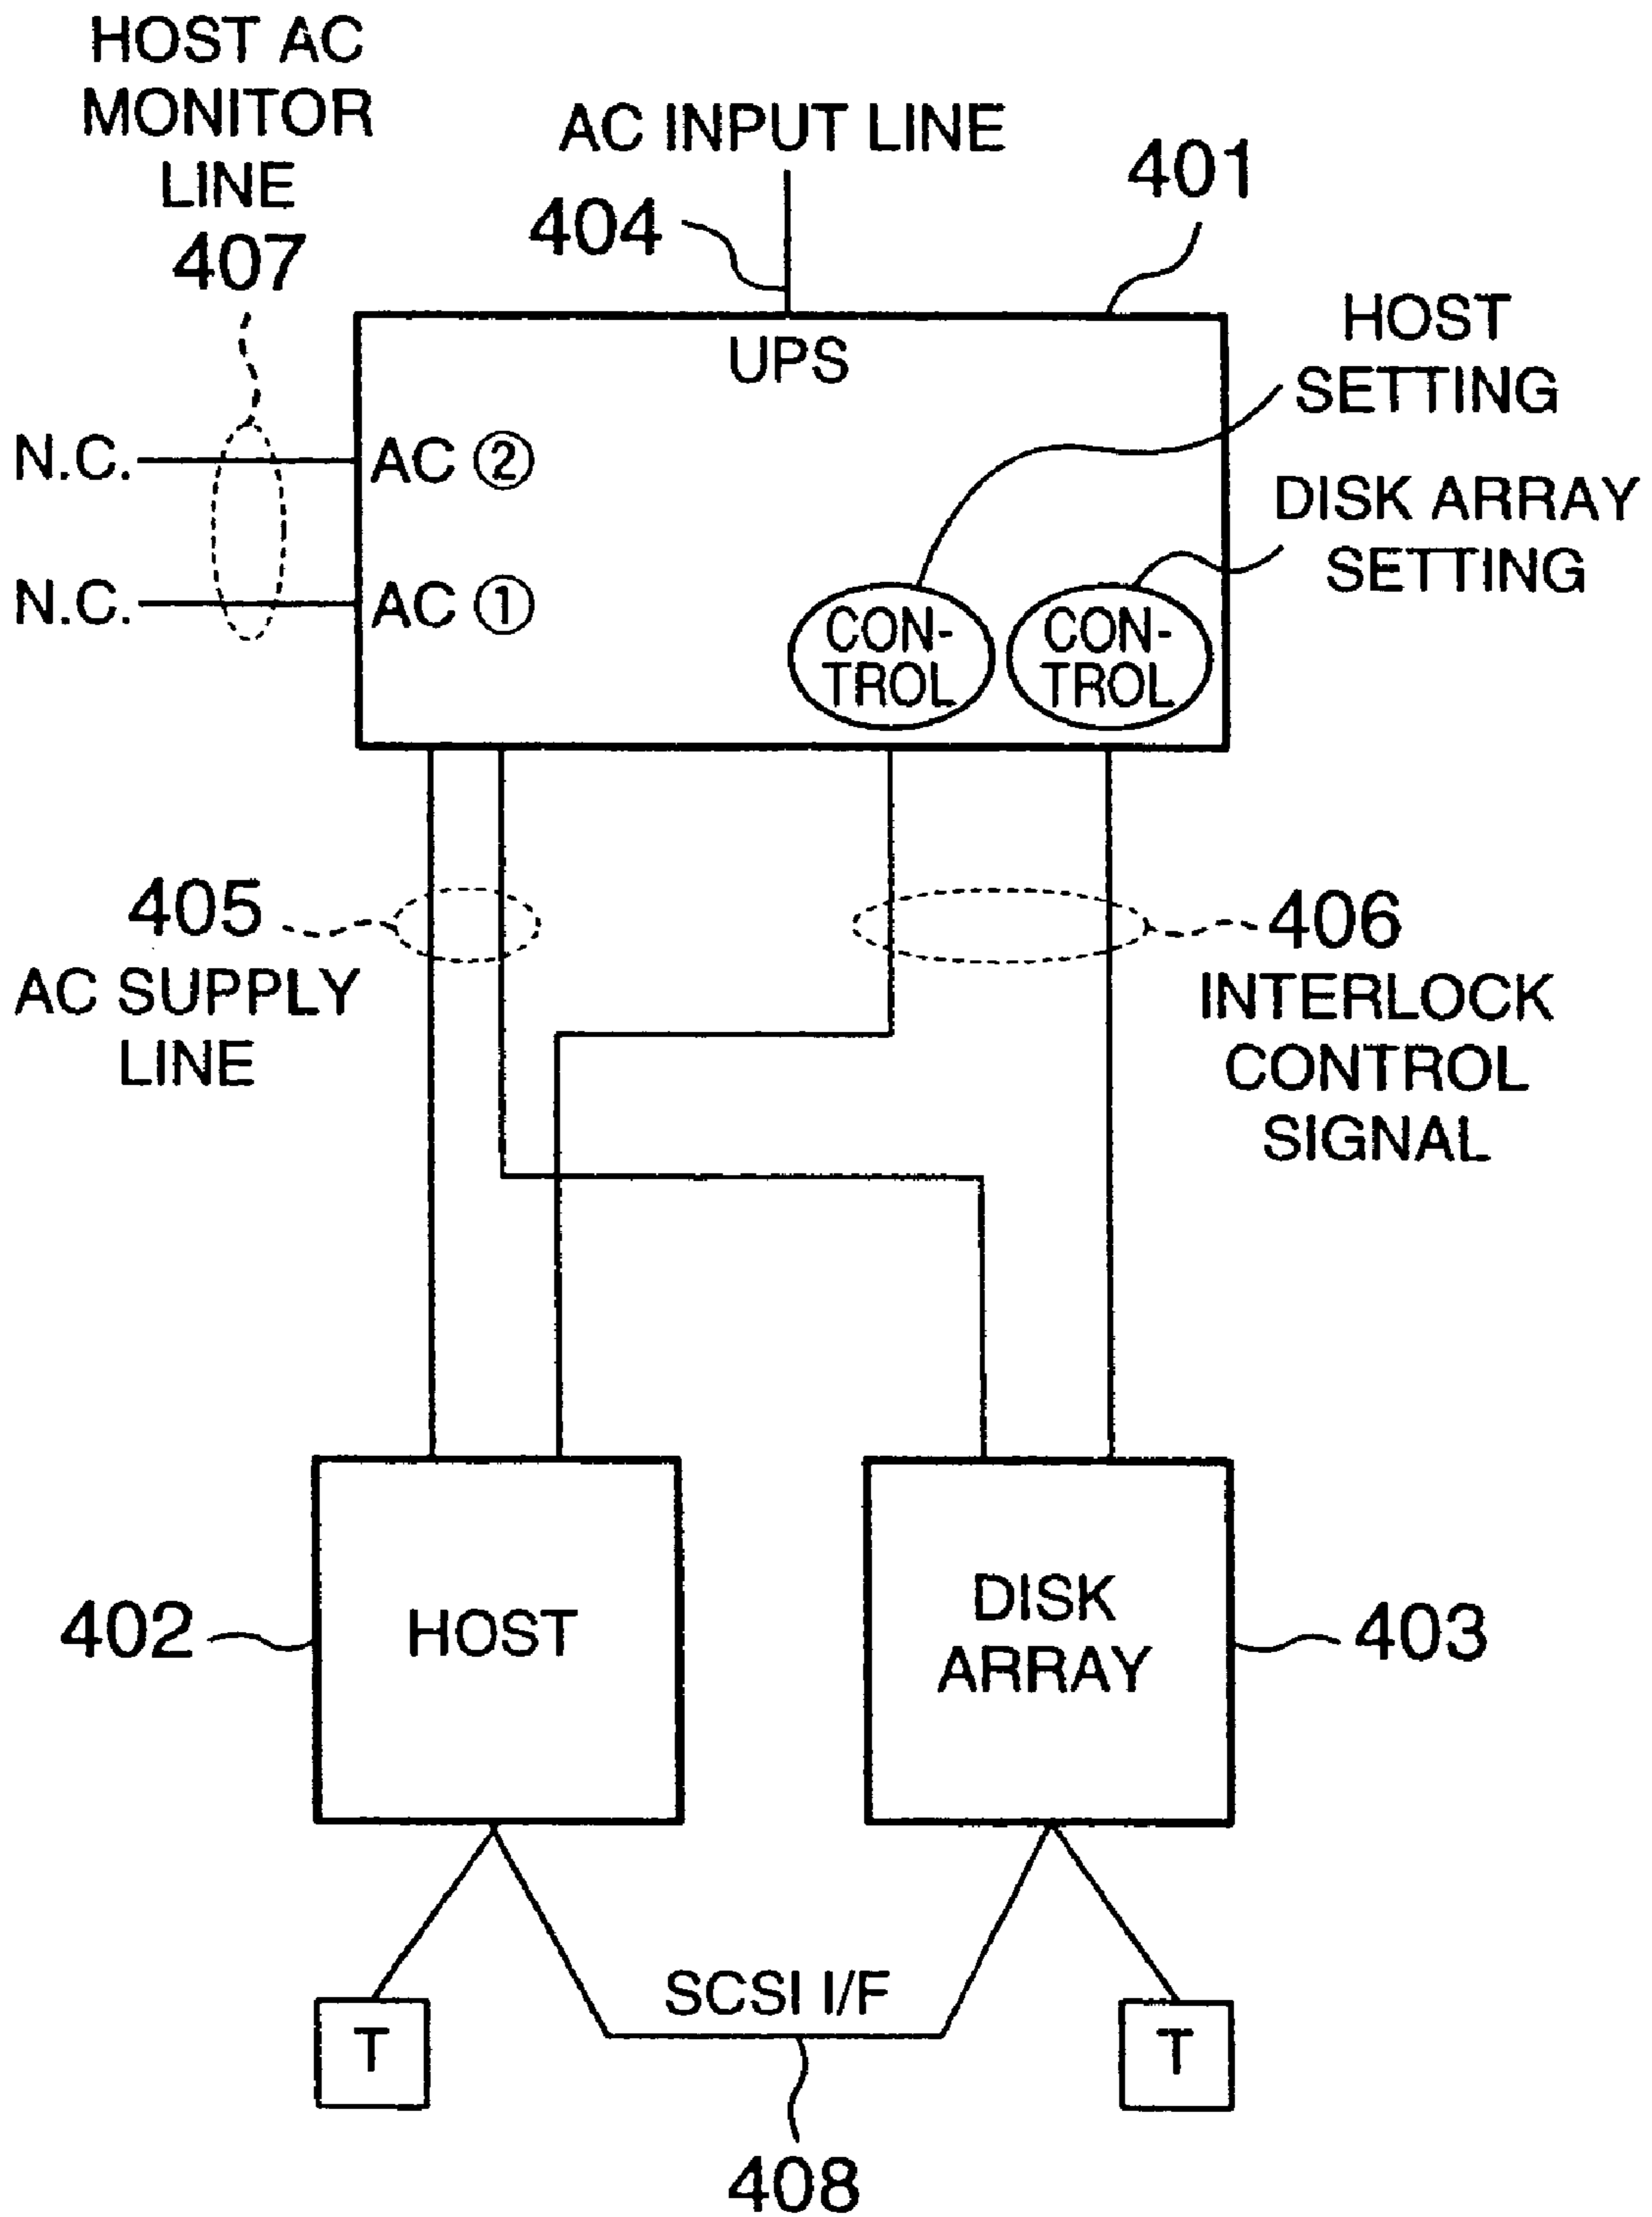 HOST AC
MONITOR
LINE
407
AC INPUT LINE
404
401
UPS
HOST
SETTING
N.C.
AC ②
DISK ARRAY
SETTING
N.C.
AC ①
CON-
TROL
CON-
TROL
405
AC SUPPLY
LINE
406
INTERLOCK
CONTROL
SIGNAL
402
HOST
DISK
ARRAY
403
SCSI I/F
T
T
408